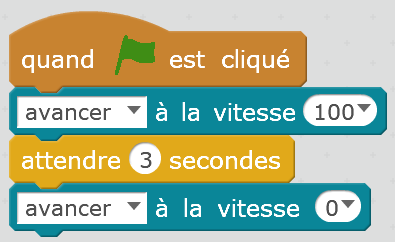 quand est cliqué
avancer à la vitesse 100
attendre 3 secondes
avancer à la vitesse 0